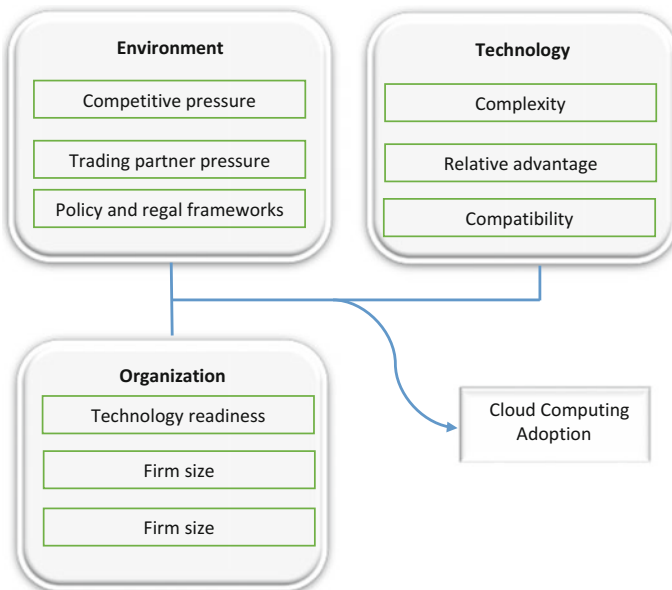 Environment
Competitive pressure
Trading partner pressure
Policy and regal frameworks
Technology
Complexity
Relative advantage
Compatibility
Organization
Technology readiness
Firm size
Firm size
Cloud Computing
Adoption